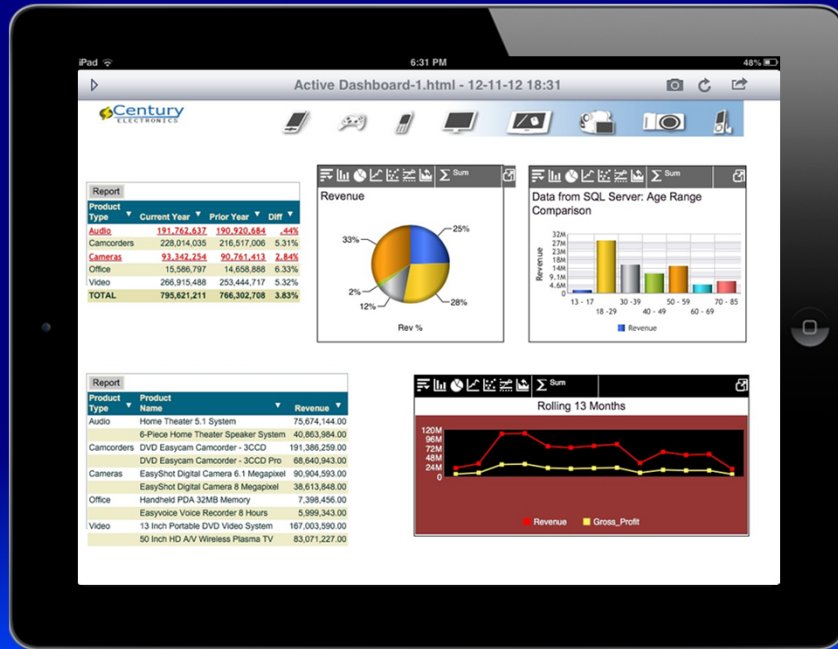 iPad 6:31 PM 48%
Active Dashboard-1.html - 12-11-12 18:31
Century
ELECTRONICS
Report
Product
Type Current Year Prior Year Diff
Audio 191,762,637 190,920,684 .44%
Camcorders 228,014,035 216,517,006 5.31%
Cameras 93,342,254 90,761,413 2.84%
Office 15,586,797 14,658,888 6.33%
Video 266,915,488 253,444,717 5.32%
TOTAL 795,621,211 766,302,708 3.83%
Σ Sum
Revenue
25%
33%
2%
12%
28%
Rev %
Σ Sum
Data from SQL Server: Age Range
Comparison
Revenue
32M
27M
23M
18M
14M
9.1M
4.6M
0
13 - 17 30 -39 50 - 59 70 - 85
18 -29 40 - 49 60 - 69
Revenue
Report
Product Product
Type Name Revenue
Audio Home Theater 5.1 System 75,674,144.00
6-Piece Home Theater Speaker System 40,863,984.00
Camcorders DVD Easycam Camcorder - 3CCD 191,386,259.00
DVD Easycam Camcorder - 3CCD Pro 68,640,943.00
Cameras EasyShot Digital Camera 6.1 Megapixel 90,904,593.00
EasyShot Digital Camera 8 Megapixel 38,613,848.00
Office Handheld PDA 32MB Memory 7,398,456.00
Easyvoice Voice Recorder 8 Hours 5,999,343.00
Video 13 Inch Portable DVD Video System 167,003,590.00
50 Inch HD A/V Wireless Plasma TV 83,071,227.00
Σ Sum
Rolling 13 Months
120M
96M
72M
48M
24M
0
Revenue Gross_Profit